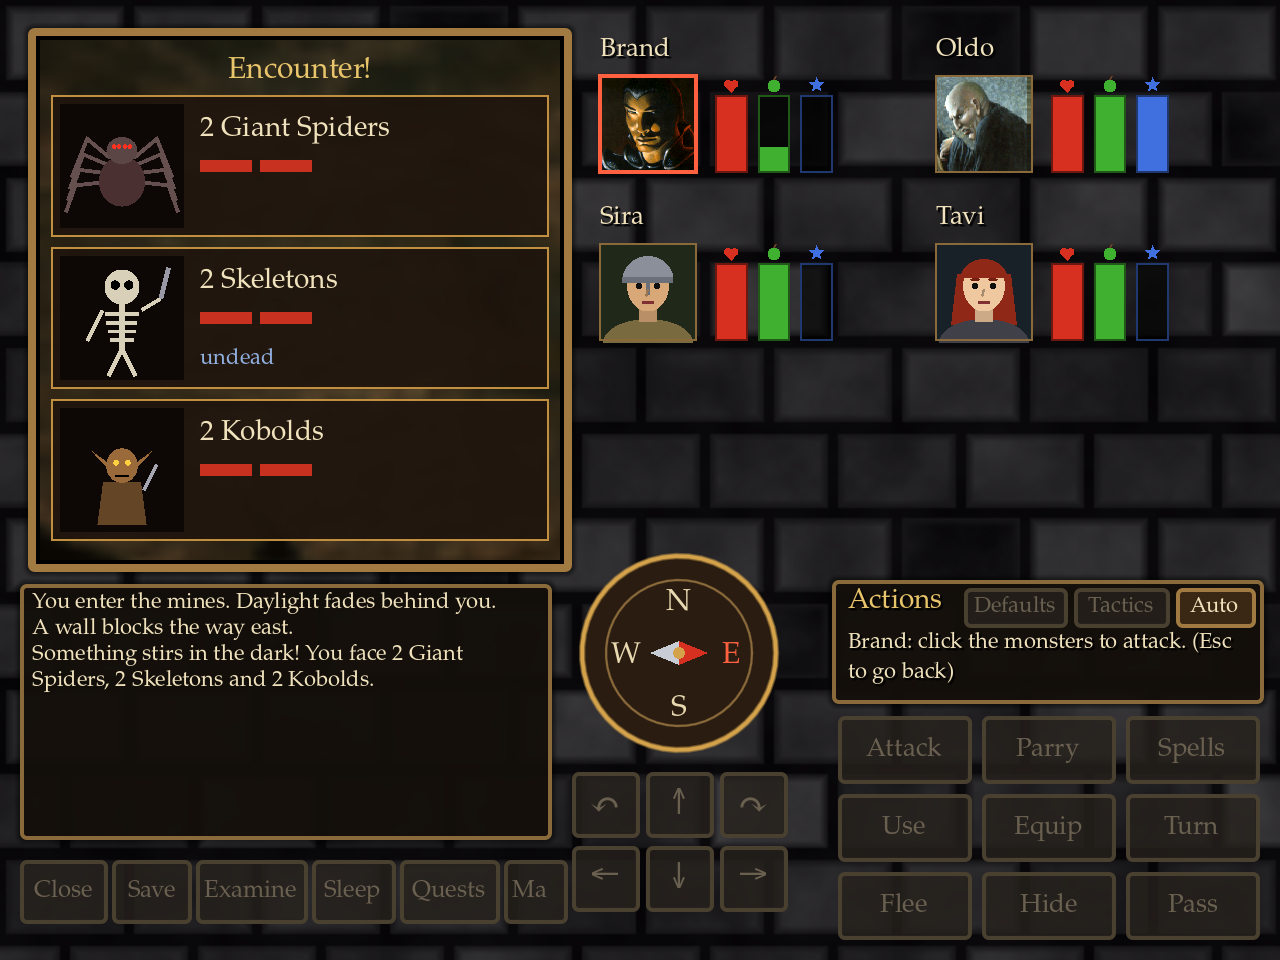 Encounter!
2 Giant Spiders
2 Skeletons
undead
2 Kobolds
Brand
Oldo
Sira
Tavi
You enter the mines. Daylight fades behind you.
A wall blocks the way east.
Something stirs in the dark! You face 2 Giant
Spiders, 2 Skeletons and 2 Kobolds.
N
W E
S
Actions Defaults Tactics Auto
Brand: click the monsters to attack. (Esc
to go back)
Attack Parry Spells
Use Equip Turn
Flee Hide Pass
Close Save Examine Sleep Quests Ma